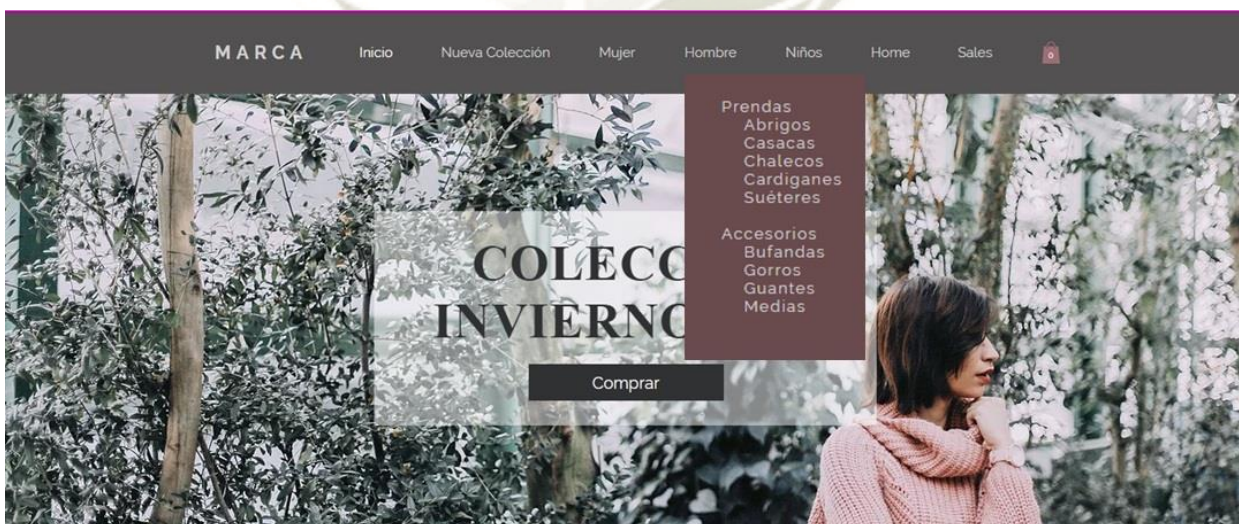 MARCA Inicio Nueva Colección Mujer Hombre Niños Home Sales 0
Prendas
Abrigos
Casacas
Chalecos
Cardiganes
Suéteres
Accesorios
Bufandas
Gorros
Guantes
Medias
COLECC
INVIERNO
Comprar